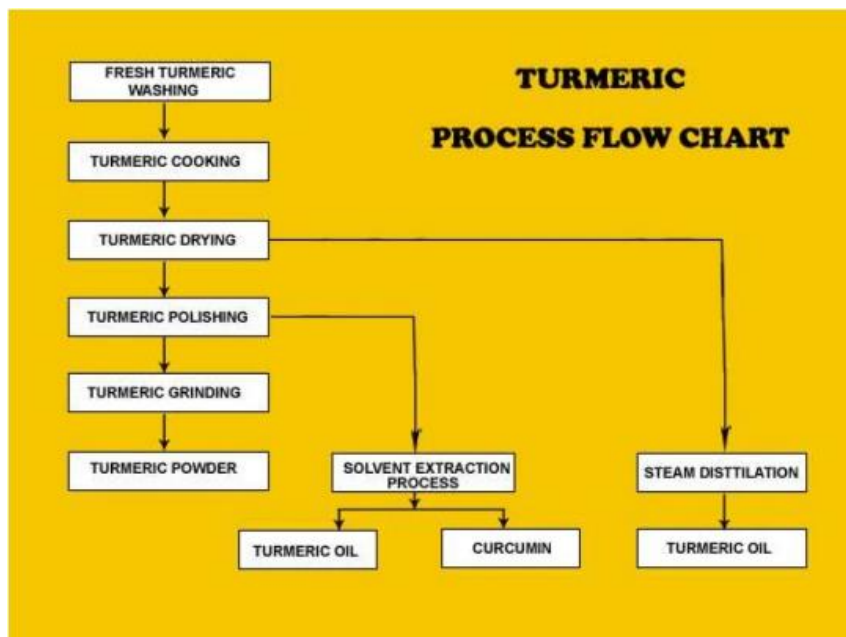 TURMERIC
PROCESS FLOW CHART
FRESH TURMERIC
WASHING
TURMERIC COOKING
TURMERIC DRYING
TURMERIC POLISHING
TURMERIC GRINDING
TURMERIC POWDER
SOLVENT EXTRACTION
PROCESS
TURMERIC OIL
CURCUMIN
STEAM DISTTILATION
TURMERIC OIL